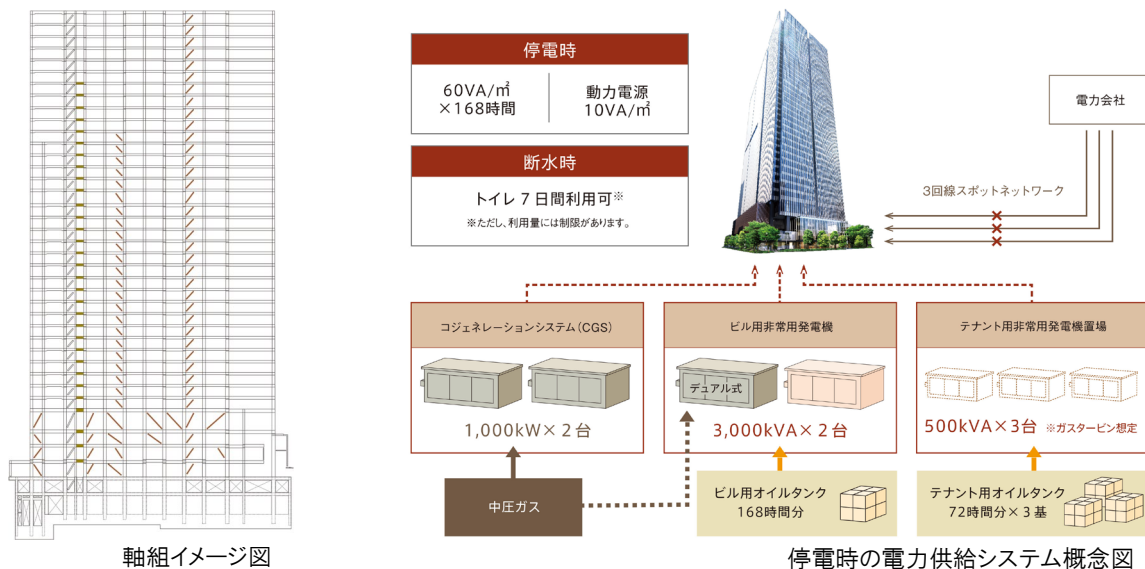 停電時
60VA/㎡
×168時間
動力電源
10VA/㎡
断水時
トイレ7日間利用可※
※ただし、利用量には制限があります。
電力会社
3回線スポットネットワーク
コジェネレーションシステム(CGS)
ビル用非常用発電機
テナント用非常用発電機置場
デュアル式
1,000kW×2台
3,000kVA×2台
500kVA×3台 ※ガスタービン想定
中圧ガス
ビル用オイルタンク
168時間分
テナント用オイルタンク
72時間分×3基
軸組イメージ図
停電時の電力供給システム概念図